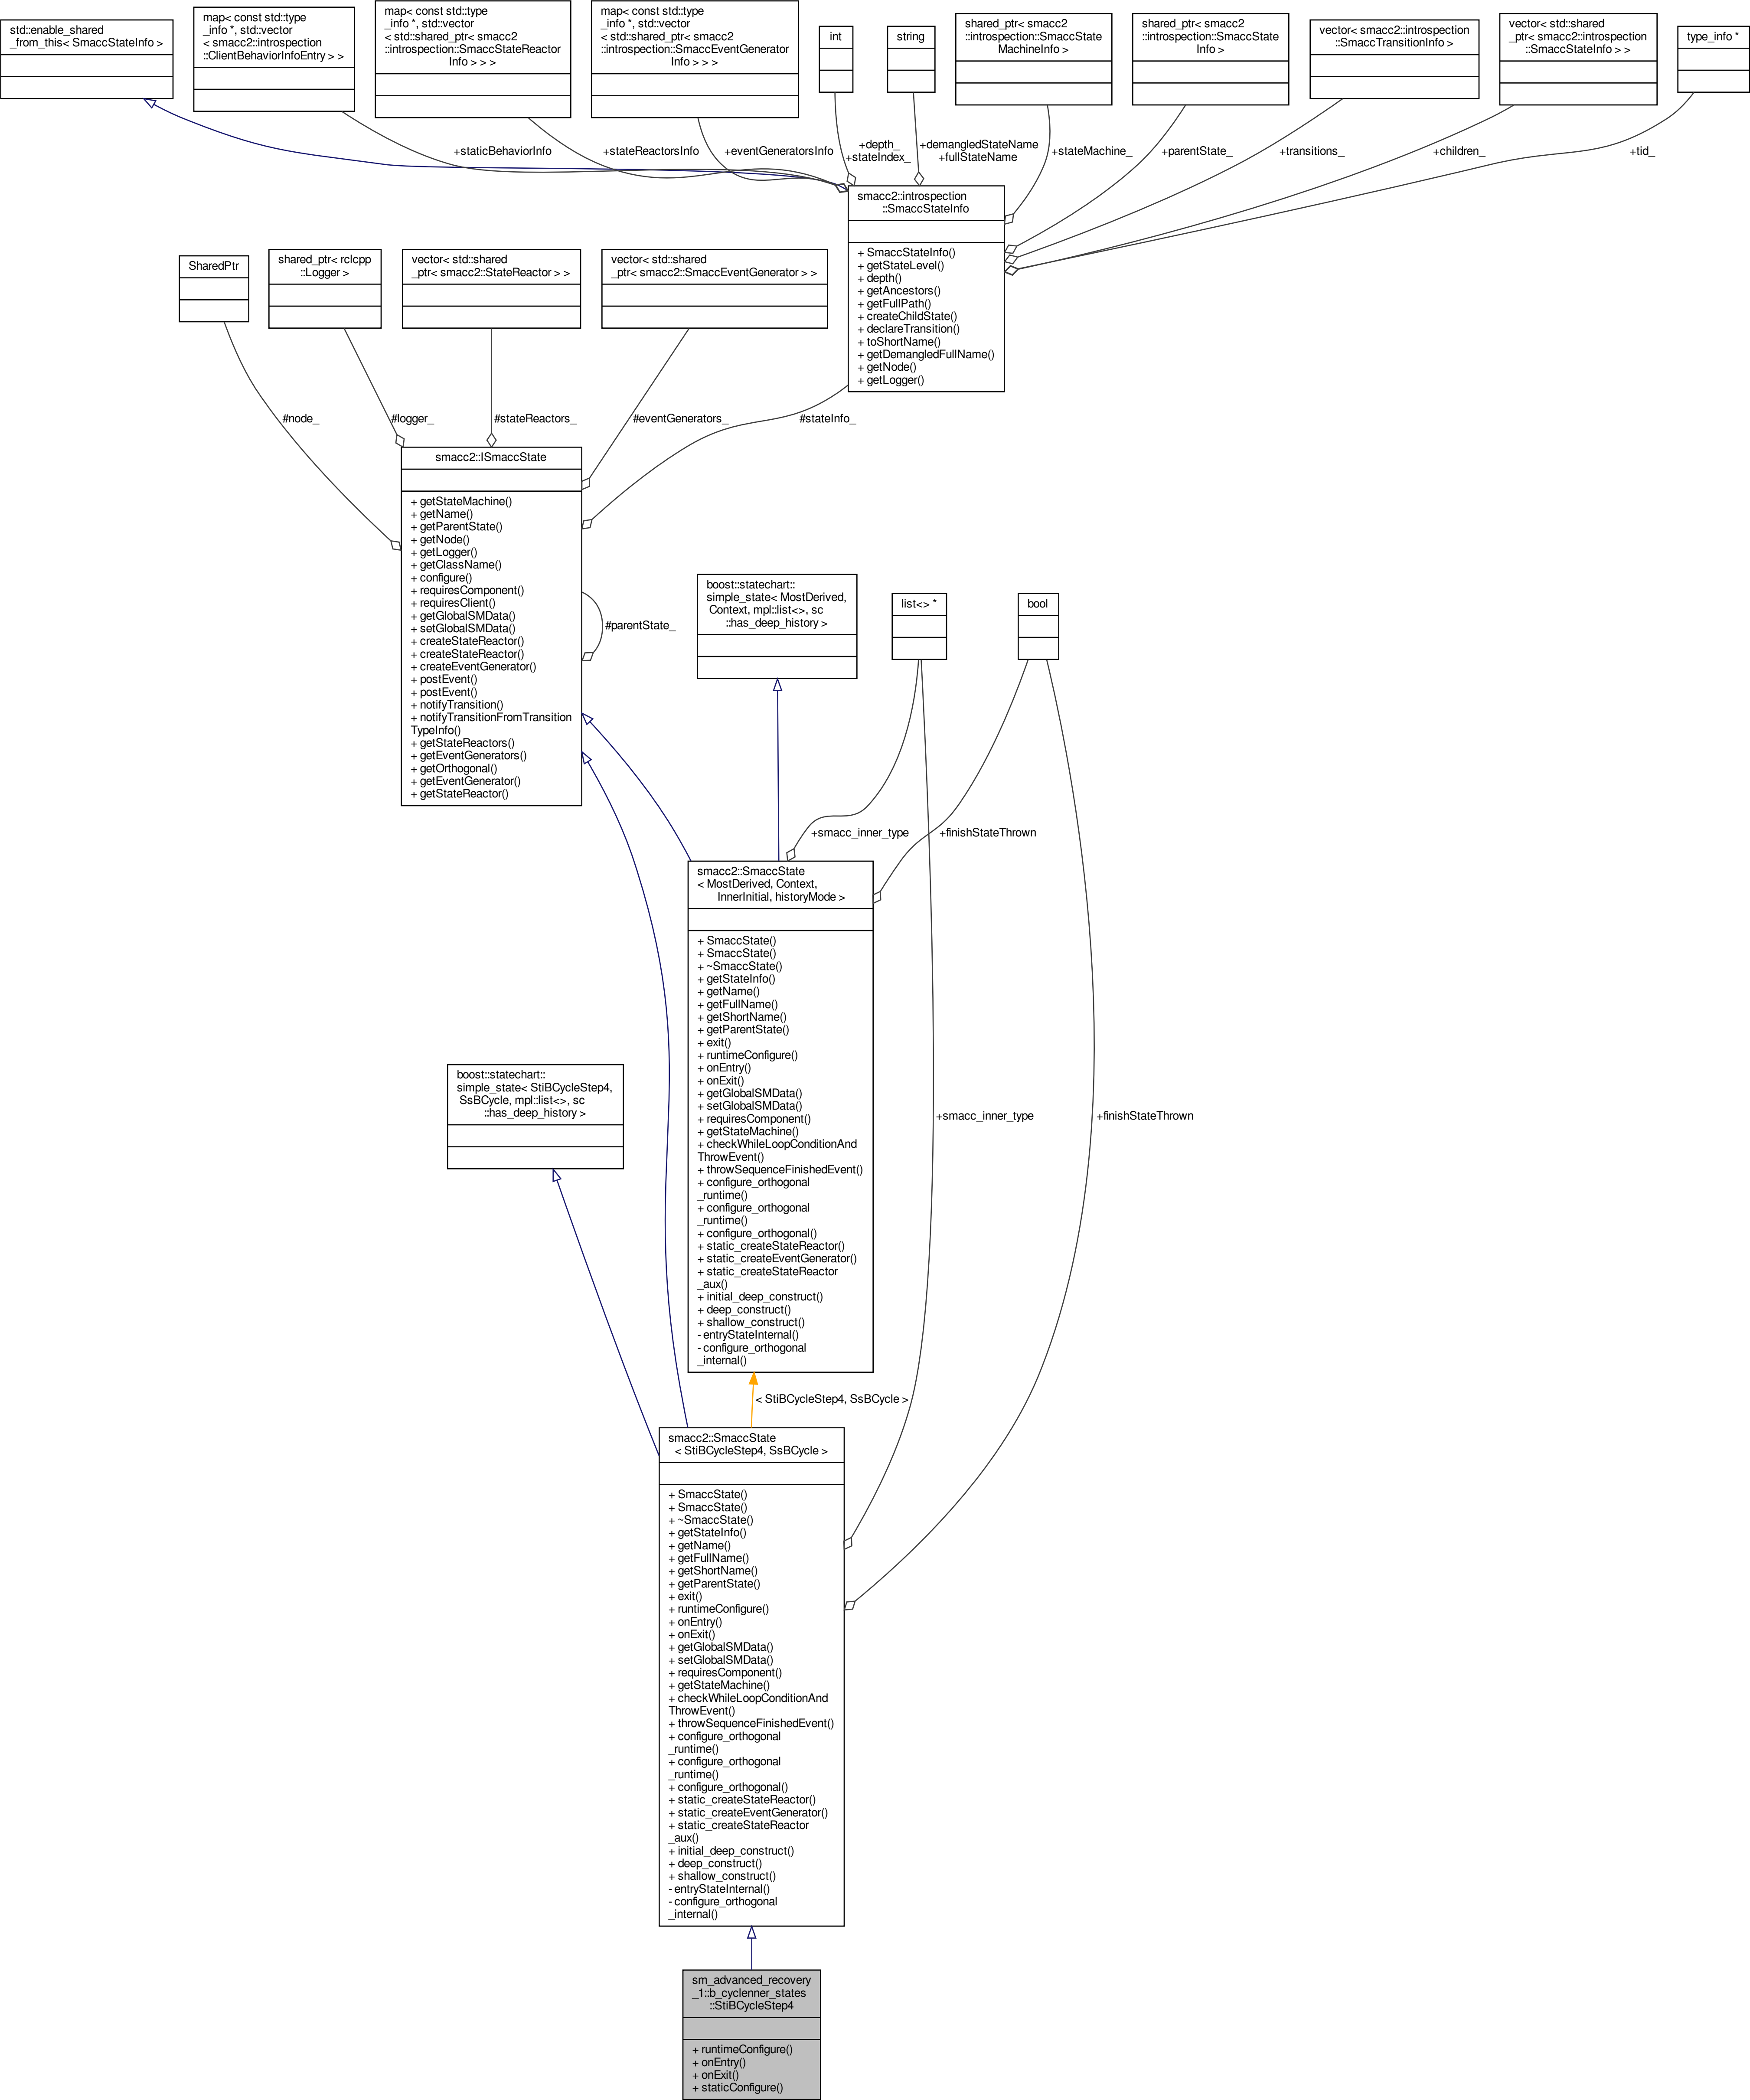 std::enable_shared
_from_this< SmaccStateInfo >
map< const std::type
_info *, std::vector
< smacc2::introspection
::ClientBehaviorInfoEntry > >
map< const std::type
_info *, std::vector
< std::shared_ptr< smacc2
::introspection::SmaccStateReactor
Info > > >
map< const std::type
_info *, std::vector
< std::shared_ptr< smacc2
::introspection::SmaccEventGenerator
Info > > >
int
string
shared_ptr< smacc2
::introspection::SmaccState
MachineInfo >
shared_ptr< smacc2
::introspection::SmaccState
Info >
vector< smacc2::introspection
::SmaccTransitionInfo >
vector< std::shared
_ptr< smacc2::introspection
::SmaccStateInfo > >
type_info *
+staticBehaviorInfo
+stateReactorsInfo
+eventGeneratorsInfo
+depth_
+stateIndex_
+demangledStateName
+fullStateName
+stateMachine_
+parentState_
+transitions_
+children_
+tid_
smacc2::introspection
::SmaccStateInfo
+ SmaccStateInfo()
+ getStateLevel()
+ depth()
+ getAncestors()
+ getFullPath()
+ createChildState()
+ declareTransition()
+ toShortName()
+ getDemangledFullName()
+ getNode()
+ getLogger()
SharedPtr
shared_ptr< rclcpp
::Logger >
vector< std::shared
_ptr< smacc2::StateReactor > >
vector< std::shared
_ptr< smacc2::SmaccEventGenerator > >
#node_
#logger_
#stateReactors_
#eventGenerators_
#stateInfo_
smacc2::ISmaccState
+ getStateMachine()
+ getName()
+ getParentState()
+ getNode()
+ getLogger()
+ getClassName()
+ configure()
+ requiresComponent()
+ requiresClient()
+ getGlobalSMData()
+ setGlobalSMData()
+ createStateReactor()
+ createStateReactor()
+ createEventGenerator()
+ postEvent()
+ postEvent()
+ notifyTransition()
+ notifyTransitionFromTransition
TypeInfo()
+ getStateReactors()
+ getEventGenerators()
+ getOrthogonal()
+ getEventGenerator()
+ getStateReactor()
#parentState_
boost::statechart::
simple_state< MostDerived,
Context, mpl::list<>, sc
::has_deep_history >
list<> *
bool
+smacc_inner_type
+finishStateThrown
smacc2::SmaccState
< MostDerived, Context,
InnerInitial, historyMode >
+ SmaccState()
+ SmaccState()
+ ~SmaccState()
+ getStateInfo()
+ getName()
+ getFullName()
+ getShortName()
+ getParentState()
+ exit()
+ runtimeConfigure()
+ onEntry()
+ onExit()
+ getGlobalSMData()
+ setGlobalSMData()
+ requiresComponent()
+ getStateMachine()
+ checkWhileLoopConditionAnd
ThrowEvent()
+ throwSequenceFinishedEvent()
+ configure_orthogonal
_runtime()
+ configure_orthogonal
_runtime()
+ configure_orthogonal()
+ static_createStateReactor()
+ static_createEventGenerator()
+ static_createStateReactor
_aux()
+ initial_deep_construct()
+ deep_construct()
+ shallow_construct()
- entryStateInternal()
- configure_orthogonal
_internal()
boost::statechart::
simple_state< StiBCycleStep4,
SsBCycle, mpl::list<>, sc
::has_deep_history >
+smacc_inner_type
+finishStateThrown
< StiBCycleStep4, SsBCycle >
smacc2::SmaccState
< StiBCycleStep4, SsBCycle >
+ SmaccState()
+ SmaccState()
+ ~SmaccState()
+ getStateInfo()
+ getName()
+ getFullName()
+ getShortName()
+ getParentState()
+ exit()
+ runtimeConfigure()
+ onEntry()
+ onExit()
+ getGlobalSMData()
+ setGlobalSMData()
+ requiresComponent()
+ getStateMachine()
+ checkWhileLoopConditionAnd
ThrowEvent()
+ throwSequenceFinishedEvent()
+ configure_orthogonal
_runtime()
+ configure_orthogonal
_runtime()
+ configure_orthogonal()
+ static_createStateReactor()
+ static_createEventGenerator()
+ static_createStateReactor
_aux()
+ initial_deep_construct()
+ deep_construct()
+ shallow_construct()
- entryStateInternal()
- configure_orthogonal
_internal()
sm_advanced_recovery
_1::b_cyclenner_states
::StiBCycleStep4
+ runtimeConfigure()
+ onEntry()
+ onExit()
+ staticConfigure()